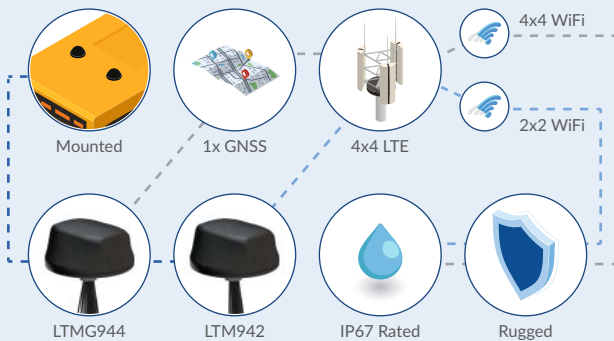 4x4 WiFi
2x2 WiFi
Mounted
1x GNSS
4x4 LTE
LTMG944
LTM942
IP67 Rated
Rugged